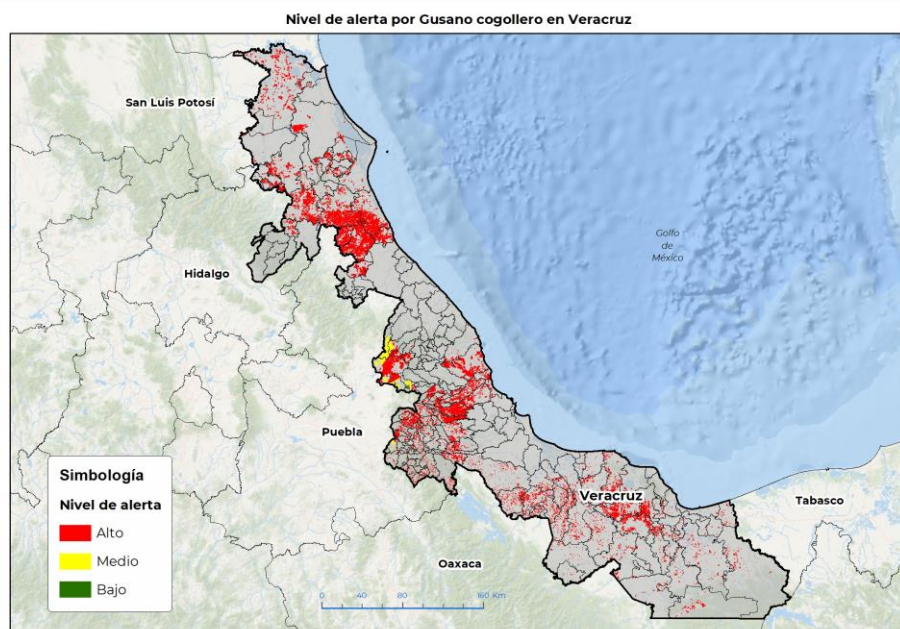 Nivel de alerta por Gusano cogollero en Veracruz
San Luis Potosí
Golfo
de
México
Hidalgo
Puebla
Veracruz
Tabasco
Oaxaca
Simbología
Nivel de alerta
Alto
Medio
Bajo
0 40 80 160 Km